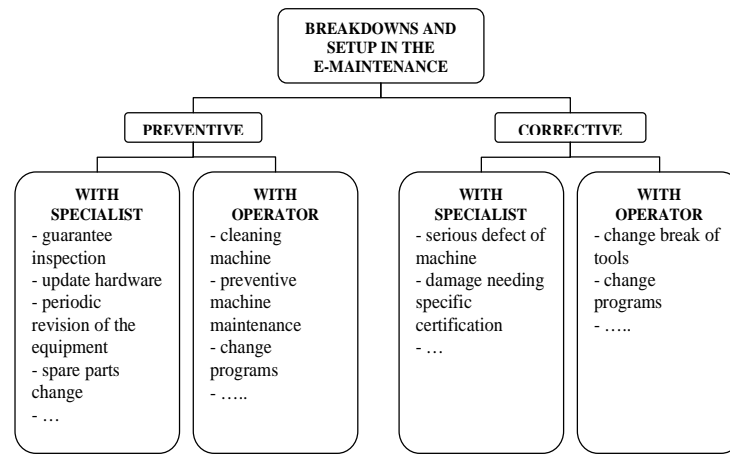 BREAKDOWNS AND
SETUP IN THE
E-MAINTENANCE
PREVENTIVE
CORRECTIVE
WITH
SPECIALIST
- guarantee
inspection
- update hardware
- periodic
revision of the
equipment
- spare parts
change
- …
WITH
OPERATOR
- cleaning
machine
- preventive
machine
maintenance
- change
programs
- …..
WITH
SPECIALIST
- serious defect of
machine
- damage needing
specific
certification
- …
WITH
OPERATOR
- change break of
tools
- change
programs
- …..